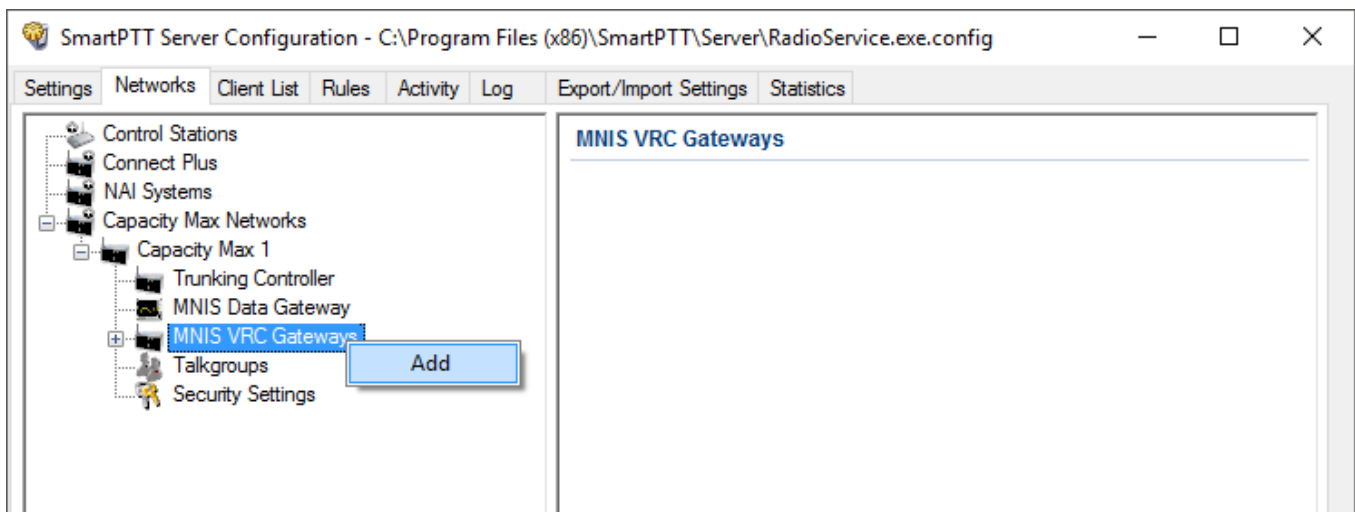 SmartPTT Server Configuration - C:\Program Files (x86)\SmartPTT\Server\RadioService.exe.config
Settings Networks Client List Rules Activity Log Export/Import Settings Statistics
Control Stations
Connect Plus
NAI Systems
Capacity Max Networks
Capacity Max 1
Trunking Controller
MNIS Data Gateway
MNIS VRC Gateways
Add
Talkgroups
Security Settings
MNIS VRC Gateways